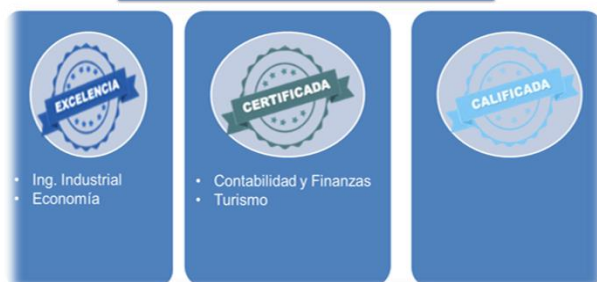 EXCELENCIA
• Ing. Industrial
• Economía
CERTIFICADA
• Contabilidad y Finanzas
• Turismo
CALIFICADA